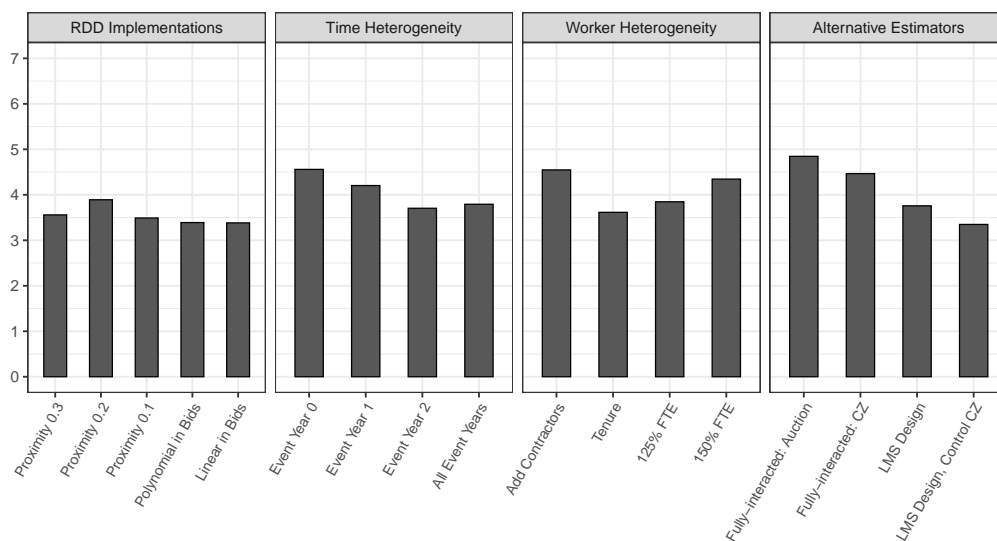 RDD Implementations
Time Heterogeneity
Worker Heterogeneity
Alternative Estimators
7
6
5
4
3
2
1
0
Proximity 0.3
Proximity 0.2
Proximity 0.1
Polynomial in Bids
Linear in Bids
Event Year 0
Event Year 1
Event Year 2
All Event Years
Add Contractors
Tenure
125% FTE
150% FTE
Fully−interacted: Auction
Fully−interacted: CZ
LMS Design
LMS Design, Control CZ